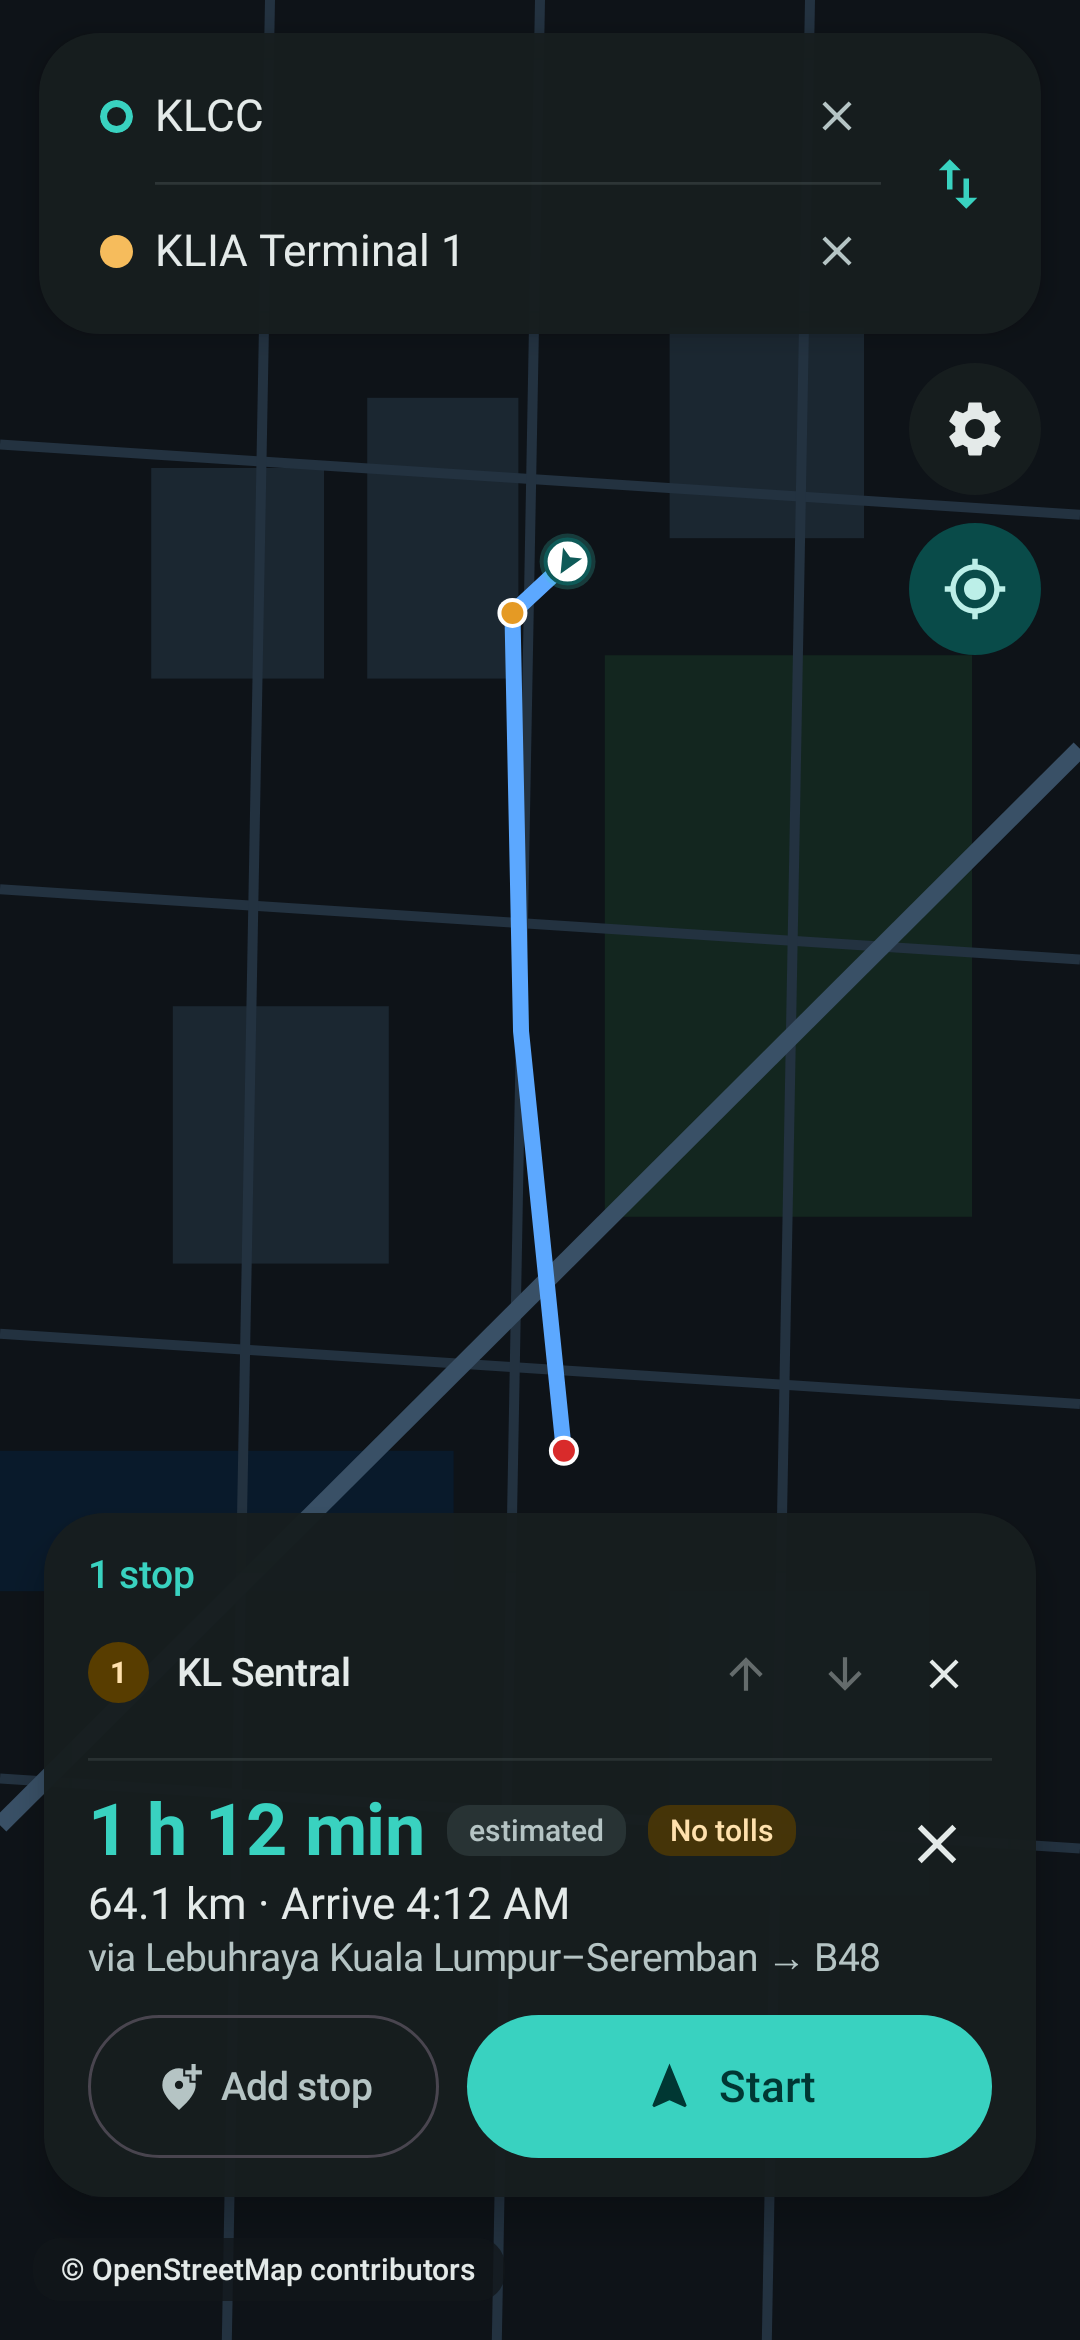 KLCC
KLIA Terminal 1
1 stop
1 KL Sentral
1 h 12 min estimated No tolls
64.1 km · Arrive 4:12 AM
via Lebuhraya Kuala Lumpur–Seremban → B48
Add stop Start
© OpenStreetMap contributors